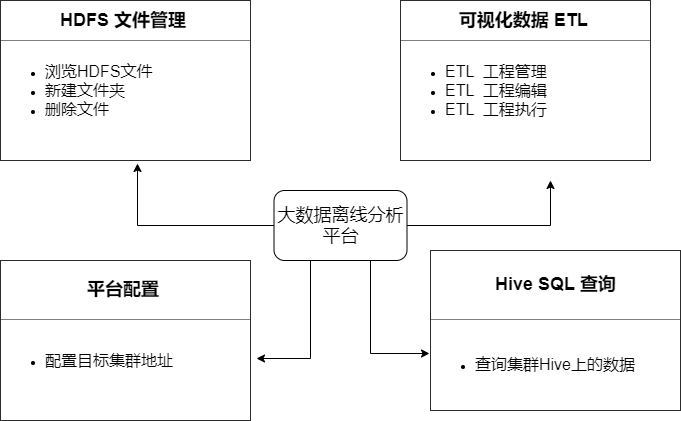 HDFS 文件管理
浏览HDFS文件
新建文件夹
删除文件
可视化数据 ETL
ETL 工程管理
ETL 工程编辑
ETL 工程执行
大数据离线分析
平台
平台配置
配置目标集群地址
Hive SQL 查询
查询集群Hive上的数据